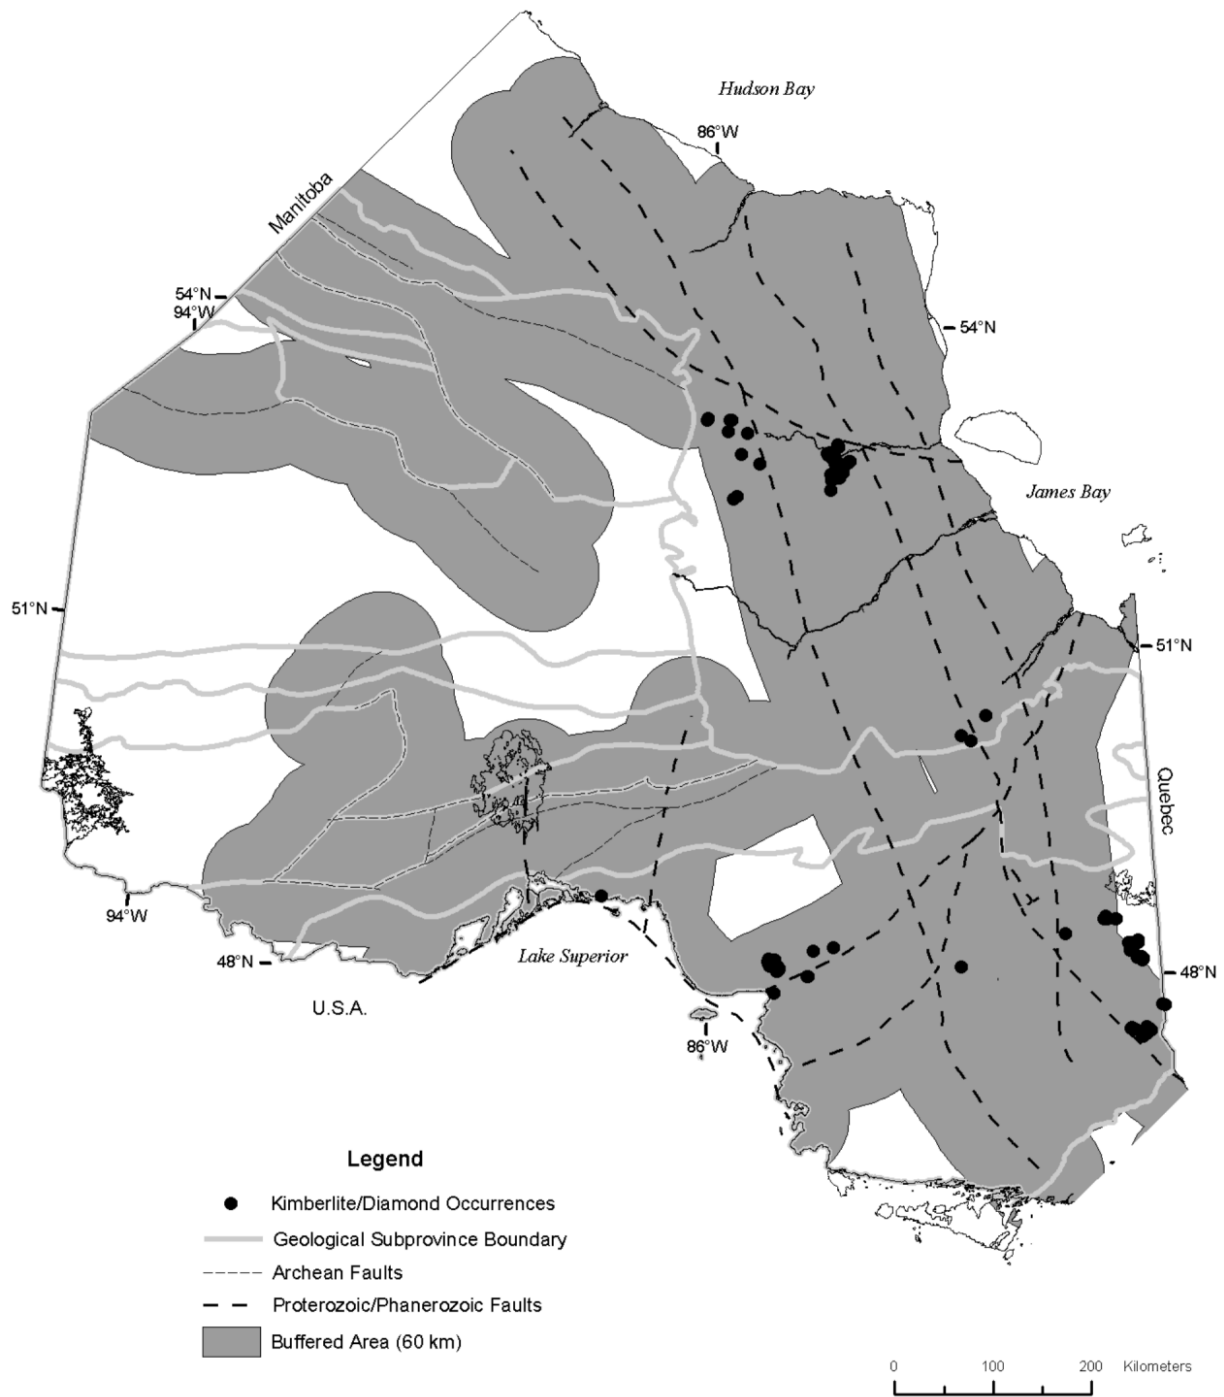 Hudson Bay
86°W
Manitoba
54°N
94°W
54°N
James Bay
51°N
51°N
Quebec
94°W
48°N
Lake Superior
48°N
U.S.A.
86°W
Legend
Kimberlite/Diamond Occurrences
Geological Subprovince Boundary
Archean Faults
Proterozoic/Phanerozoic Faults
Buffered Area (60 km)
0 100 200 Kilometers